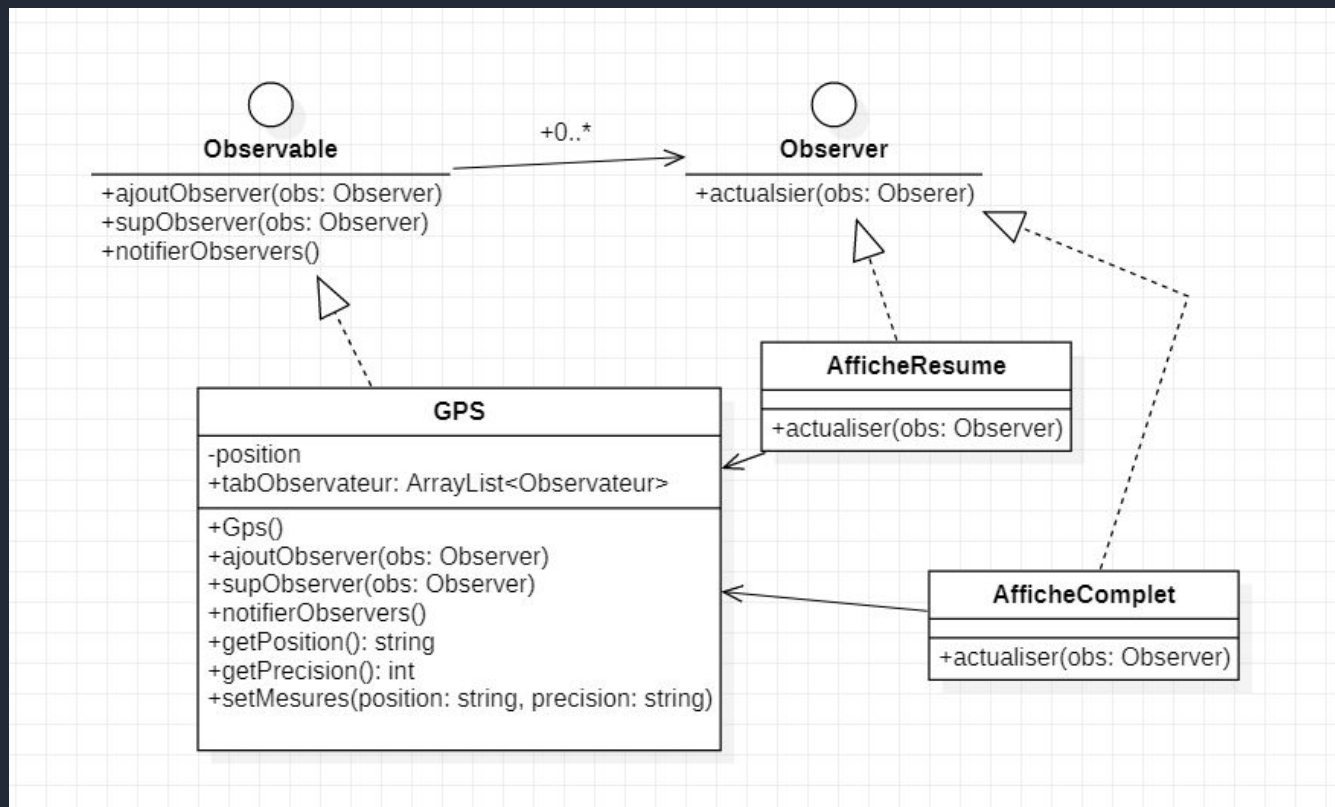 Observable
+ajoutObserver(obs: Observer)
+supObserver(obs: Observer)
+notifierObservers()
+0..*
Observer
+actualsier(obs: Obserer)
AfficheResume
+actualiser(obs: Observer)
GPS
-position
+tabObservateur: ArrayList<Observateur>
+Gps()
+ajoutObserver(obs: Observer)
+supObserver(obs: Observer)
+notifierObservers()
+getPosition(): string
+getPrecision(): int
+setMesures(position: string, precision: string)
AfficheComplet
+actualiser(obs: Observer)